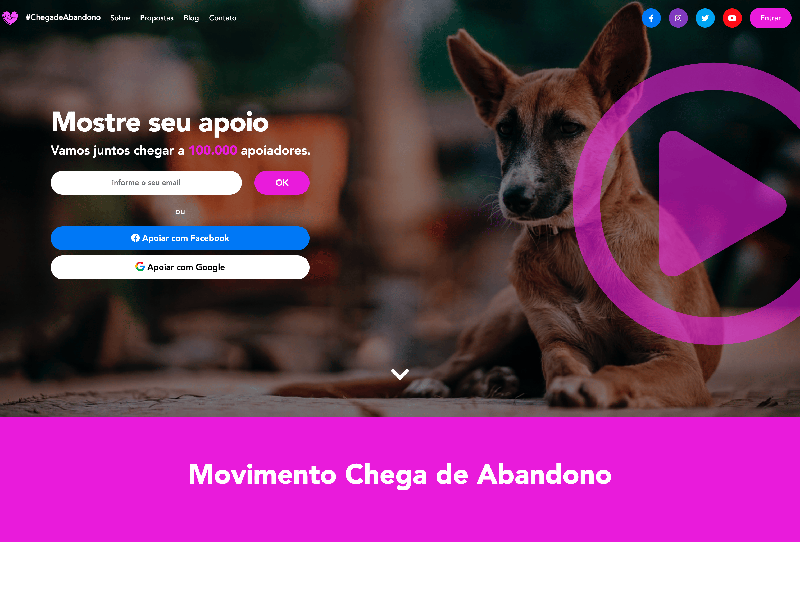 #ChegadeAbandono Sobre Propostas Blog Contato Entrar
Mostre seu apoio
Vamos juntos chegar a 100.000 apoiadores.
Informe o seu email OK
ou
Apoiar com Facebook
Apoiar com Google
Movimento Chega de Abandono